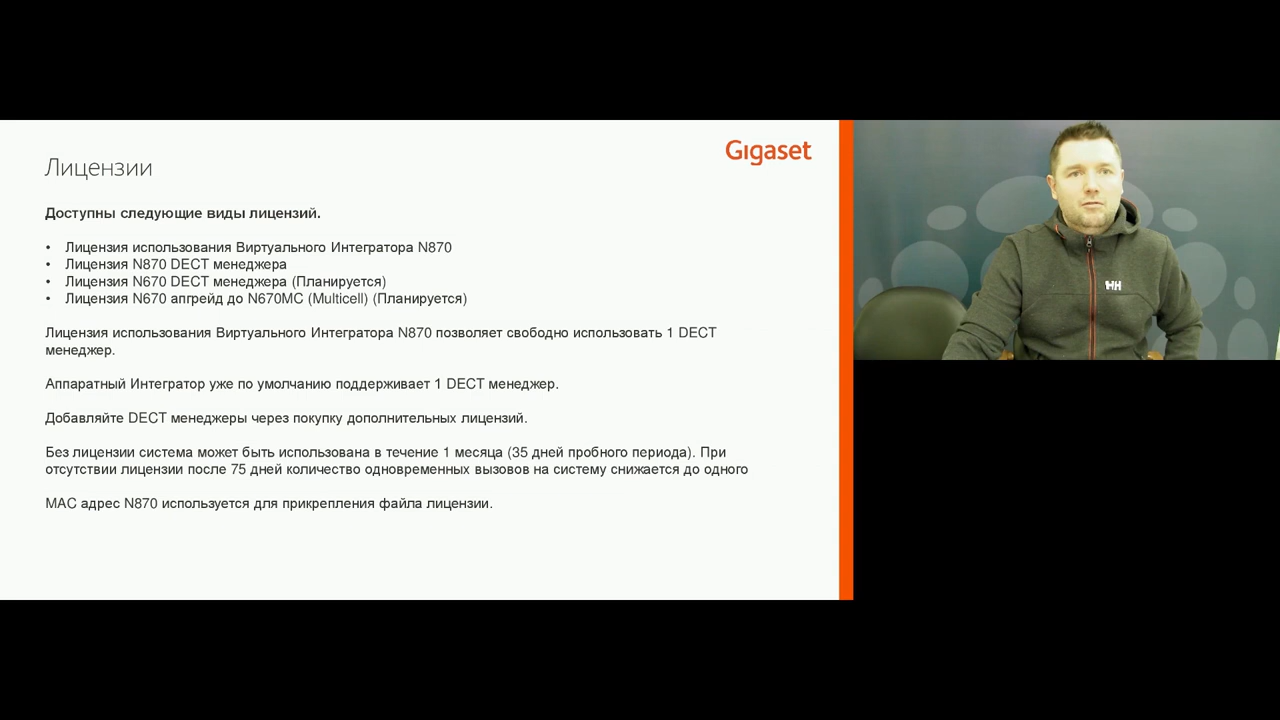 Gigaset
Лицензии
Доступны следующие виды лицензий.
• Лицензия использования Виртуального Интегратора N870
• Лицензия N870 DECT менеджера
• Лицензия N670 DECT менеджера (Планируется)
• Лицензия N670 апгрейд до N670MC (Multicell) (Планируется)
Лицензия использования Виртуального Интегратора N870 позволяет свободно использовать 1 DECT
менеджер.
Аппаратный Интегратор уже по умолчанию поддерживает 1 DECT менеджер.
Добавляйте DECT менеджеры через покупку дополнительных лицензий.
Без лицензии система может быть использована в течение 1 месяца (35 дней пробного периода). При
отсутствии лицензии после 75 дней количество одновременных вызовов на систему снижается до одного
MAC адрес N870 используется для прикрепления файла лицензии.
HH